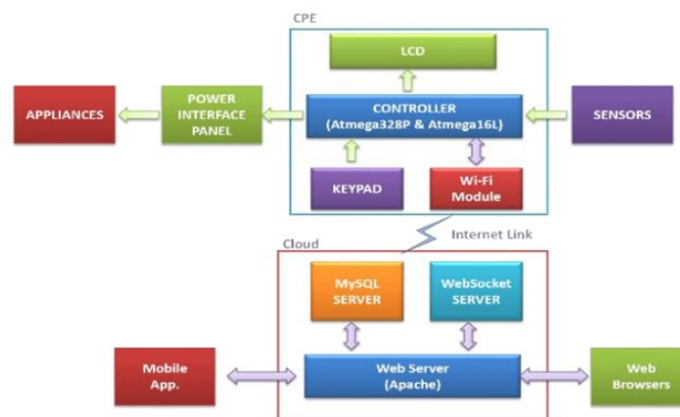 CPE
LCD
APPLIANCES
POWER
INTERFACE
PANEL
CONTROLLER
(Atmega328P & Atmega16L)
SENSORS
KEYPAD
Wi-Fi
Module
Internet Link
Cloud
MySQL
SERVER
WebSocket
SERVER
Mobile
App.
Web Server
(Apache)
Web
Browsers